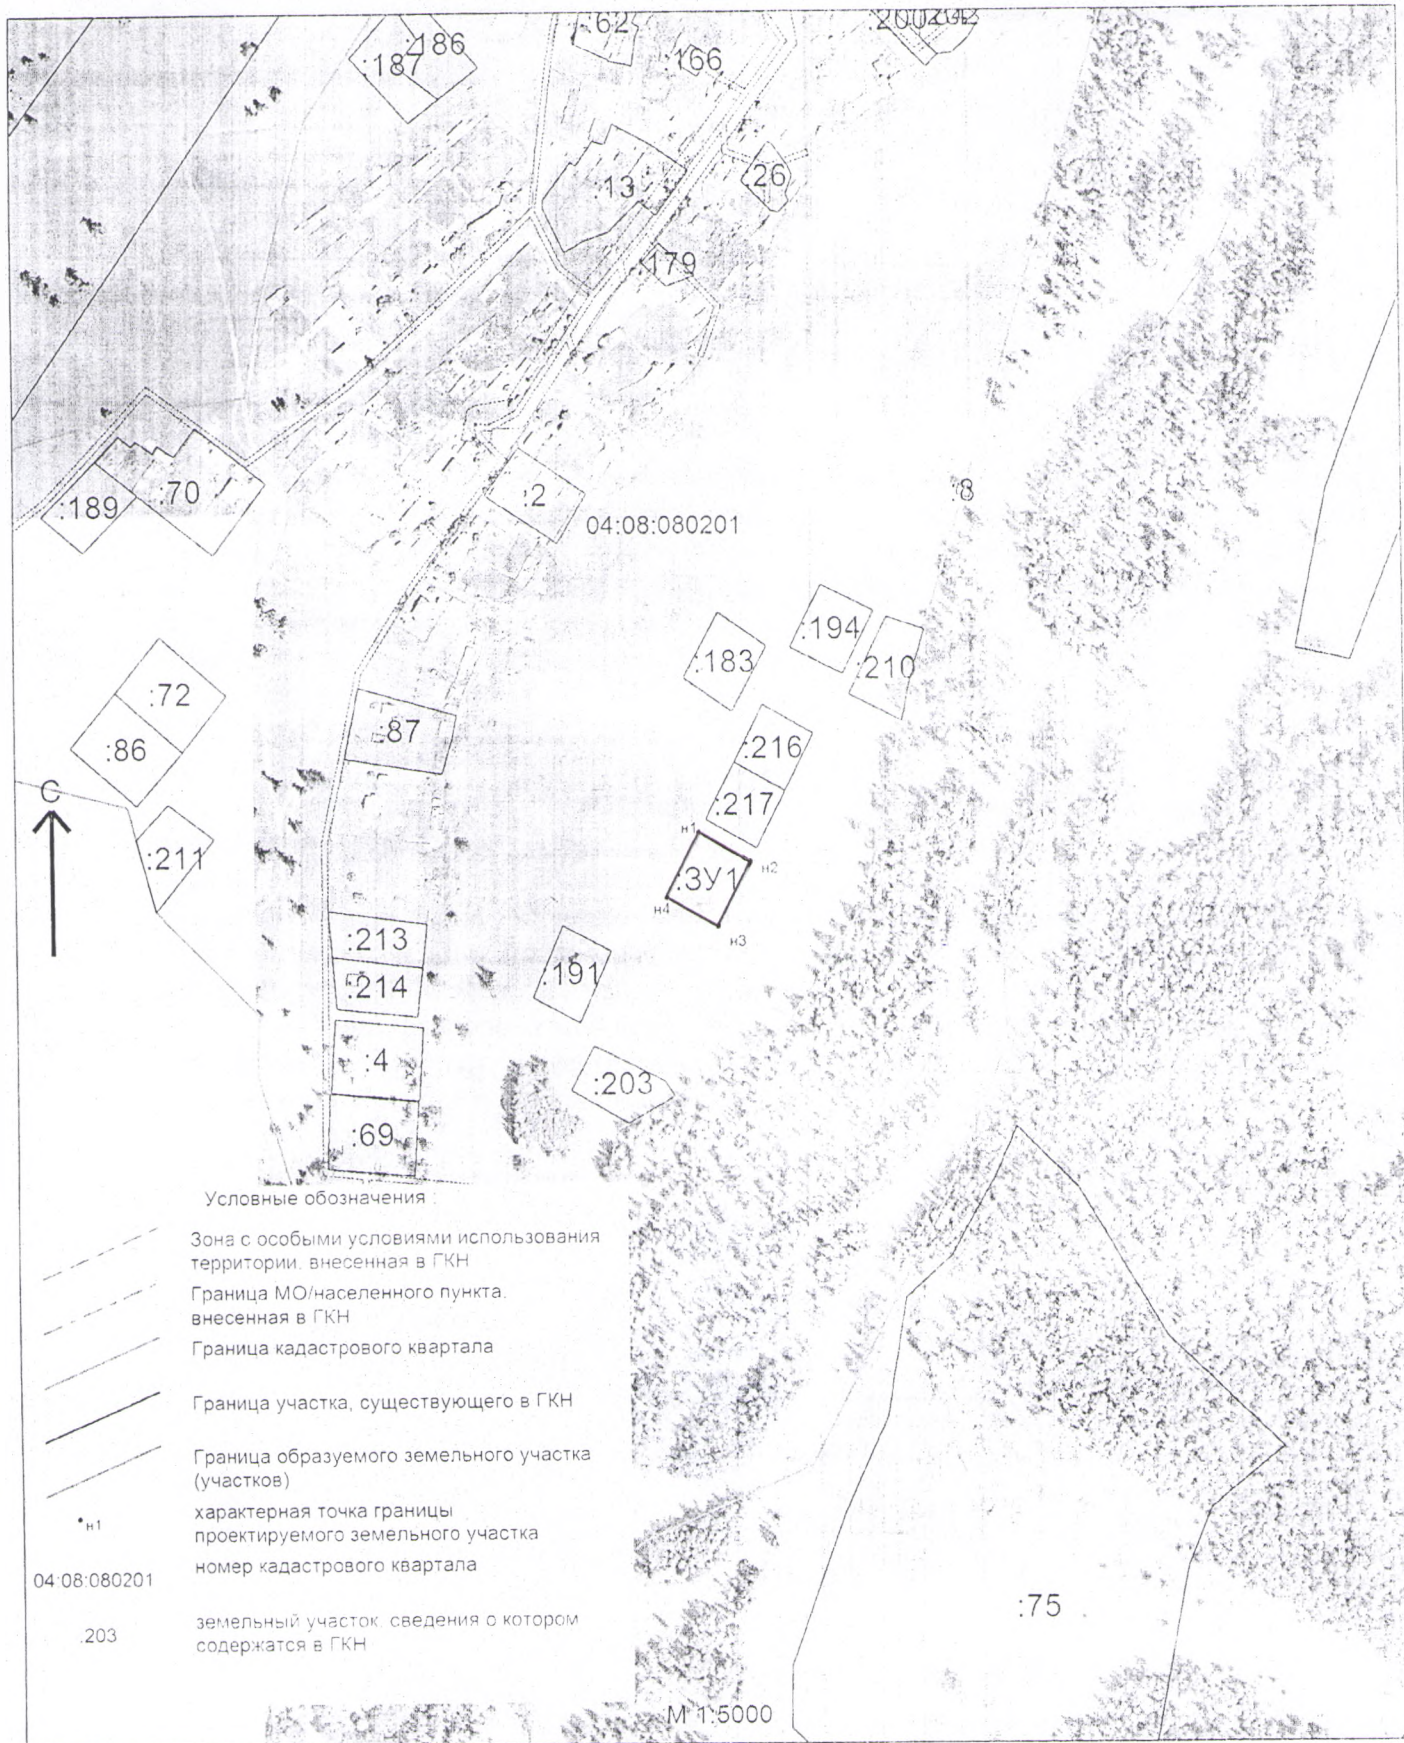 :62
:186
:187
:166
:13
:26
:179
:70
:189
:2
04:08:080201
:8
:194
:183
:210
:72
:87
:86
:216
:217
С
:211
н1
н2
:ЗУ1
н4
н3
:213
:191
:214
:4
:203
:69
Условные обозначения :
Зона с особыми условиями использования
территории, внесенная в ГКН
Граница МО/населенного пункта,
внесенная в ГКН
Граница кадастрового квартала
Граница участка, существующего в ГКН
Граница образуемого земельного участка
(участков)
н1
характерная точка границы
проектируемого земельного участка
04:08:080201
номер кадастрового квартала
:203
земельный участок, сведения о котором
содержатся в ГКН
:75
М 1:5000